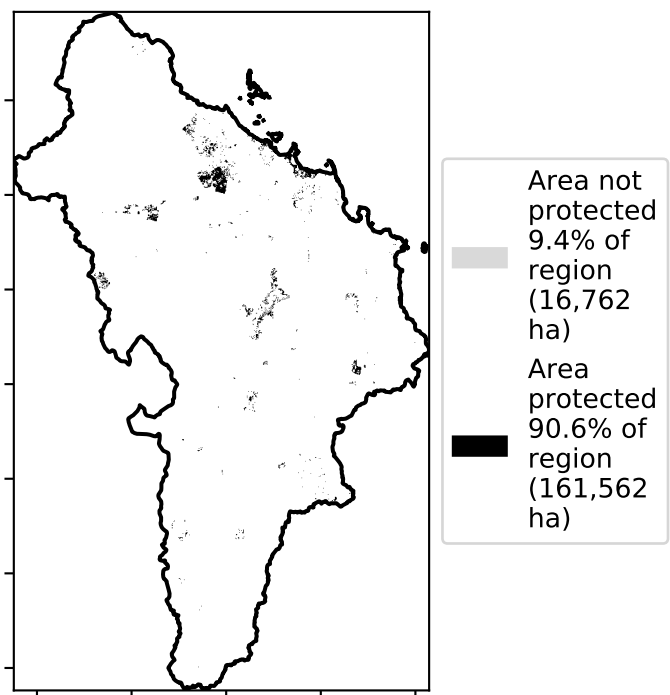 Area not
protected
9.4% of
region
(16,762
ha)
Area
protected
90.6% of
region
(161,562
ha)